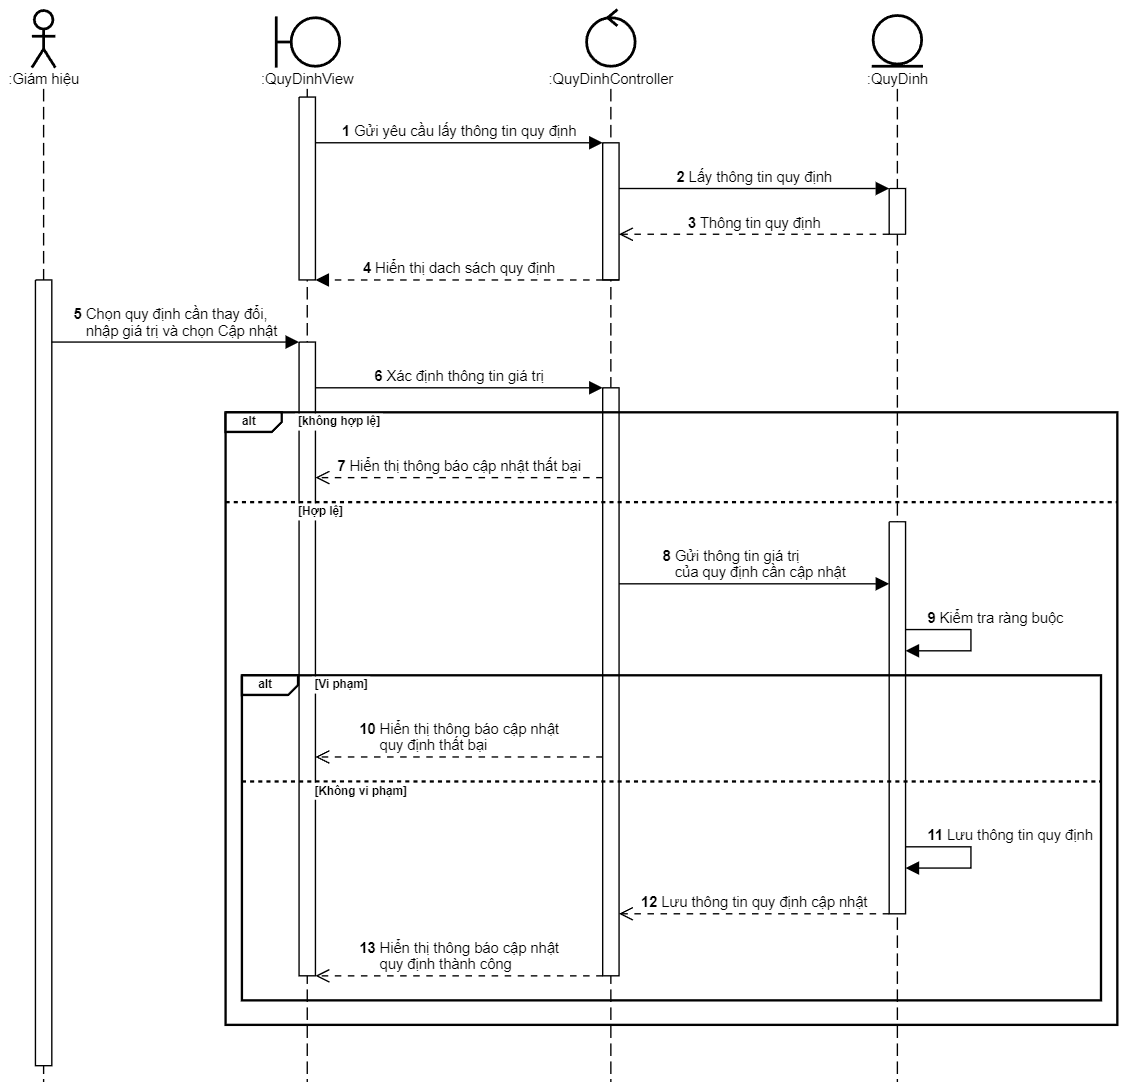 :Giám hiệu
:QuyDinhView
:QuyDinhController
:QuyDinh
1 Gửi yêu cầu lấy thông tin quy định
2 Lấy thông tin quy định
3 Thông tin quy định
4 Hiển thị dach sách quy định
5 Chọn quy định cần thay đổi,
nhập giá trị và chọn Cập nhật
6 Xác định thông tin giá trị
alt
[không hợp lệ]
7 Hiển thị thông báo cập nhật thất bại
[Hợp lệ]
8 Gửi thông tin giá trị
của quy định cần cập nhật
9 Kiểm tra ràng buộc
alt
[Vi phạm]
10 Hiển thị thông báo cập nhật
quy định thất bại
[Không vi phạm]
11 Lưu thông tin quy định
12 Lưu thông tin quy định cập nhật
13 Hiển thị thông báo cập nhật
quy định thành công